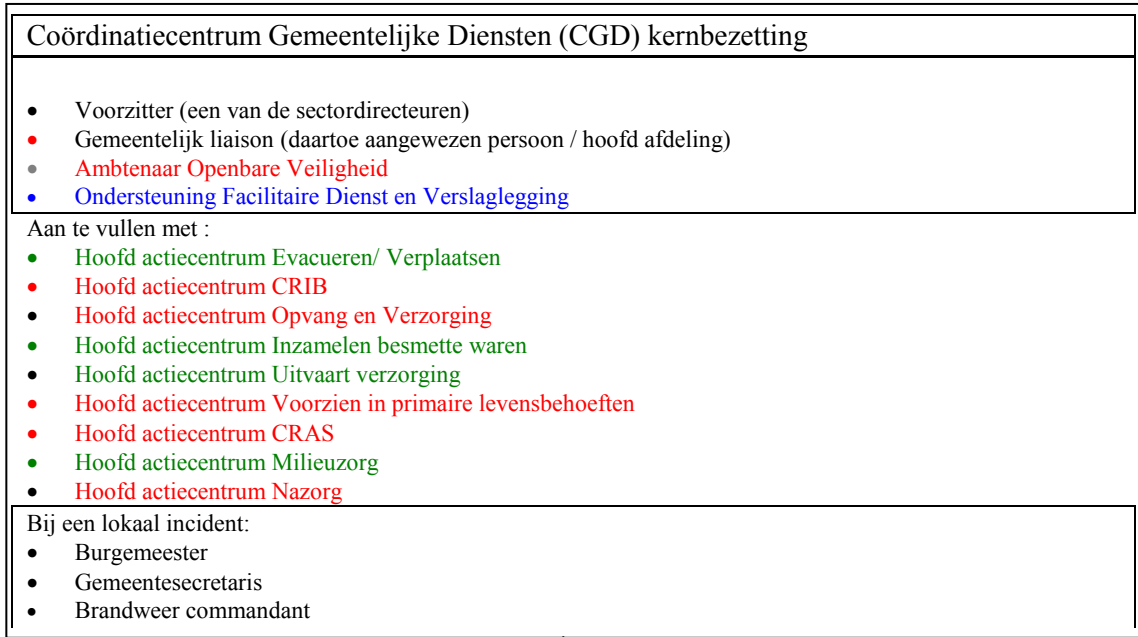 Coördinatiecentrum Gemeentelijke Diensten (CGD) kernbezetting
• Voorzitter (een van de sectordirecteuren)
• Gemeentelijk liaison (daartoe aangewezen persoon / hoofd afdeling)
• Ambtenaar Openbare Veiligheid
• Ondersteuning Facilitaire Dienst en Verslaglegging
Aan te vullen met :
• Hoofd actiecentrum Evacueren/ Verplaatsen
• Hoofd actiecentrum CRIB
• Hoofd actiecentrum Opvang en Verzorging
• Hoofd actiecentrum Inzamelen besmette waren
• Hoofd actiecentrum Uitvaart verzorging
• Hoofd actiecentrum Voorzien in primaire levensbehoeften
• Hoofd actiecentrum CRAS
• Hoofd actiecentrum Milieuzorg
• Hoofd actiecentrum Nazorg
Bij een lokaal incident:
• Burgemeester
• Gemeentesecretaris
• Brandweer commandant